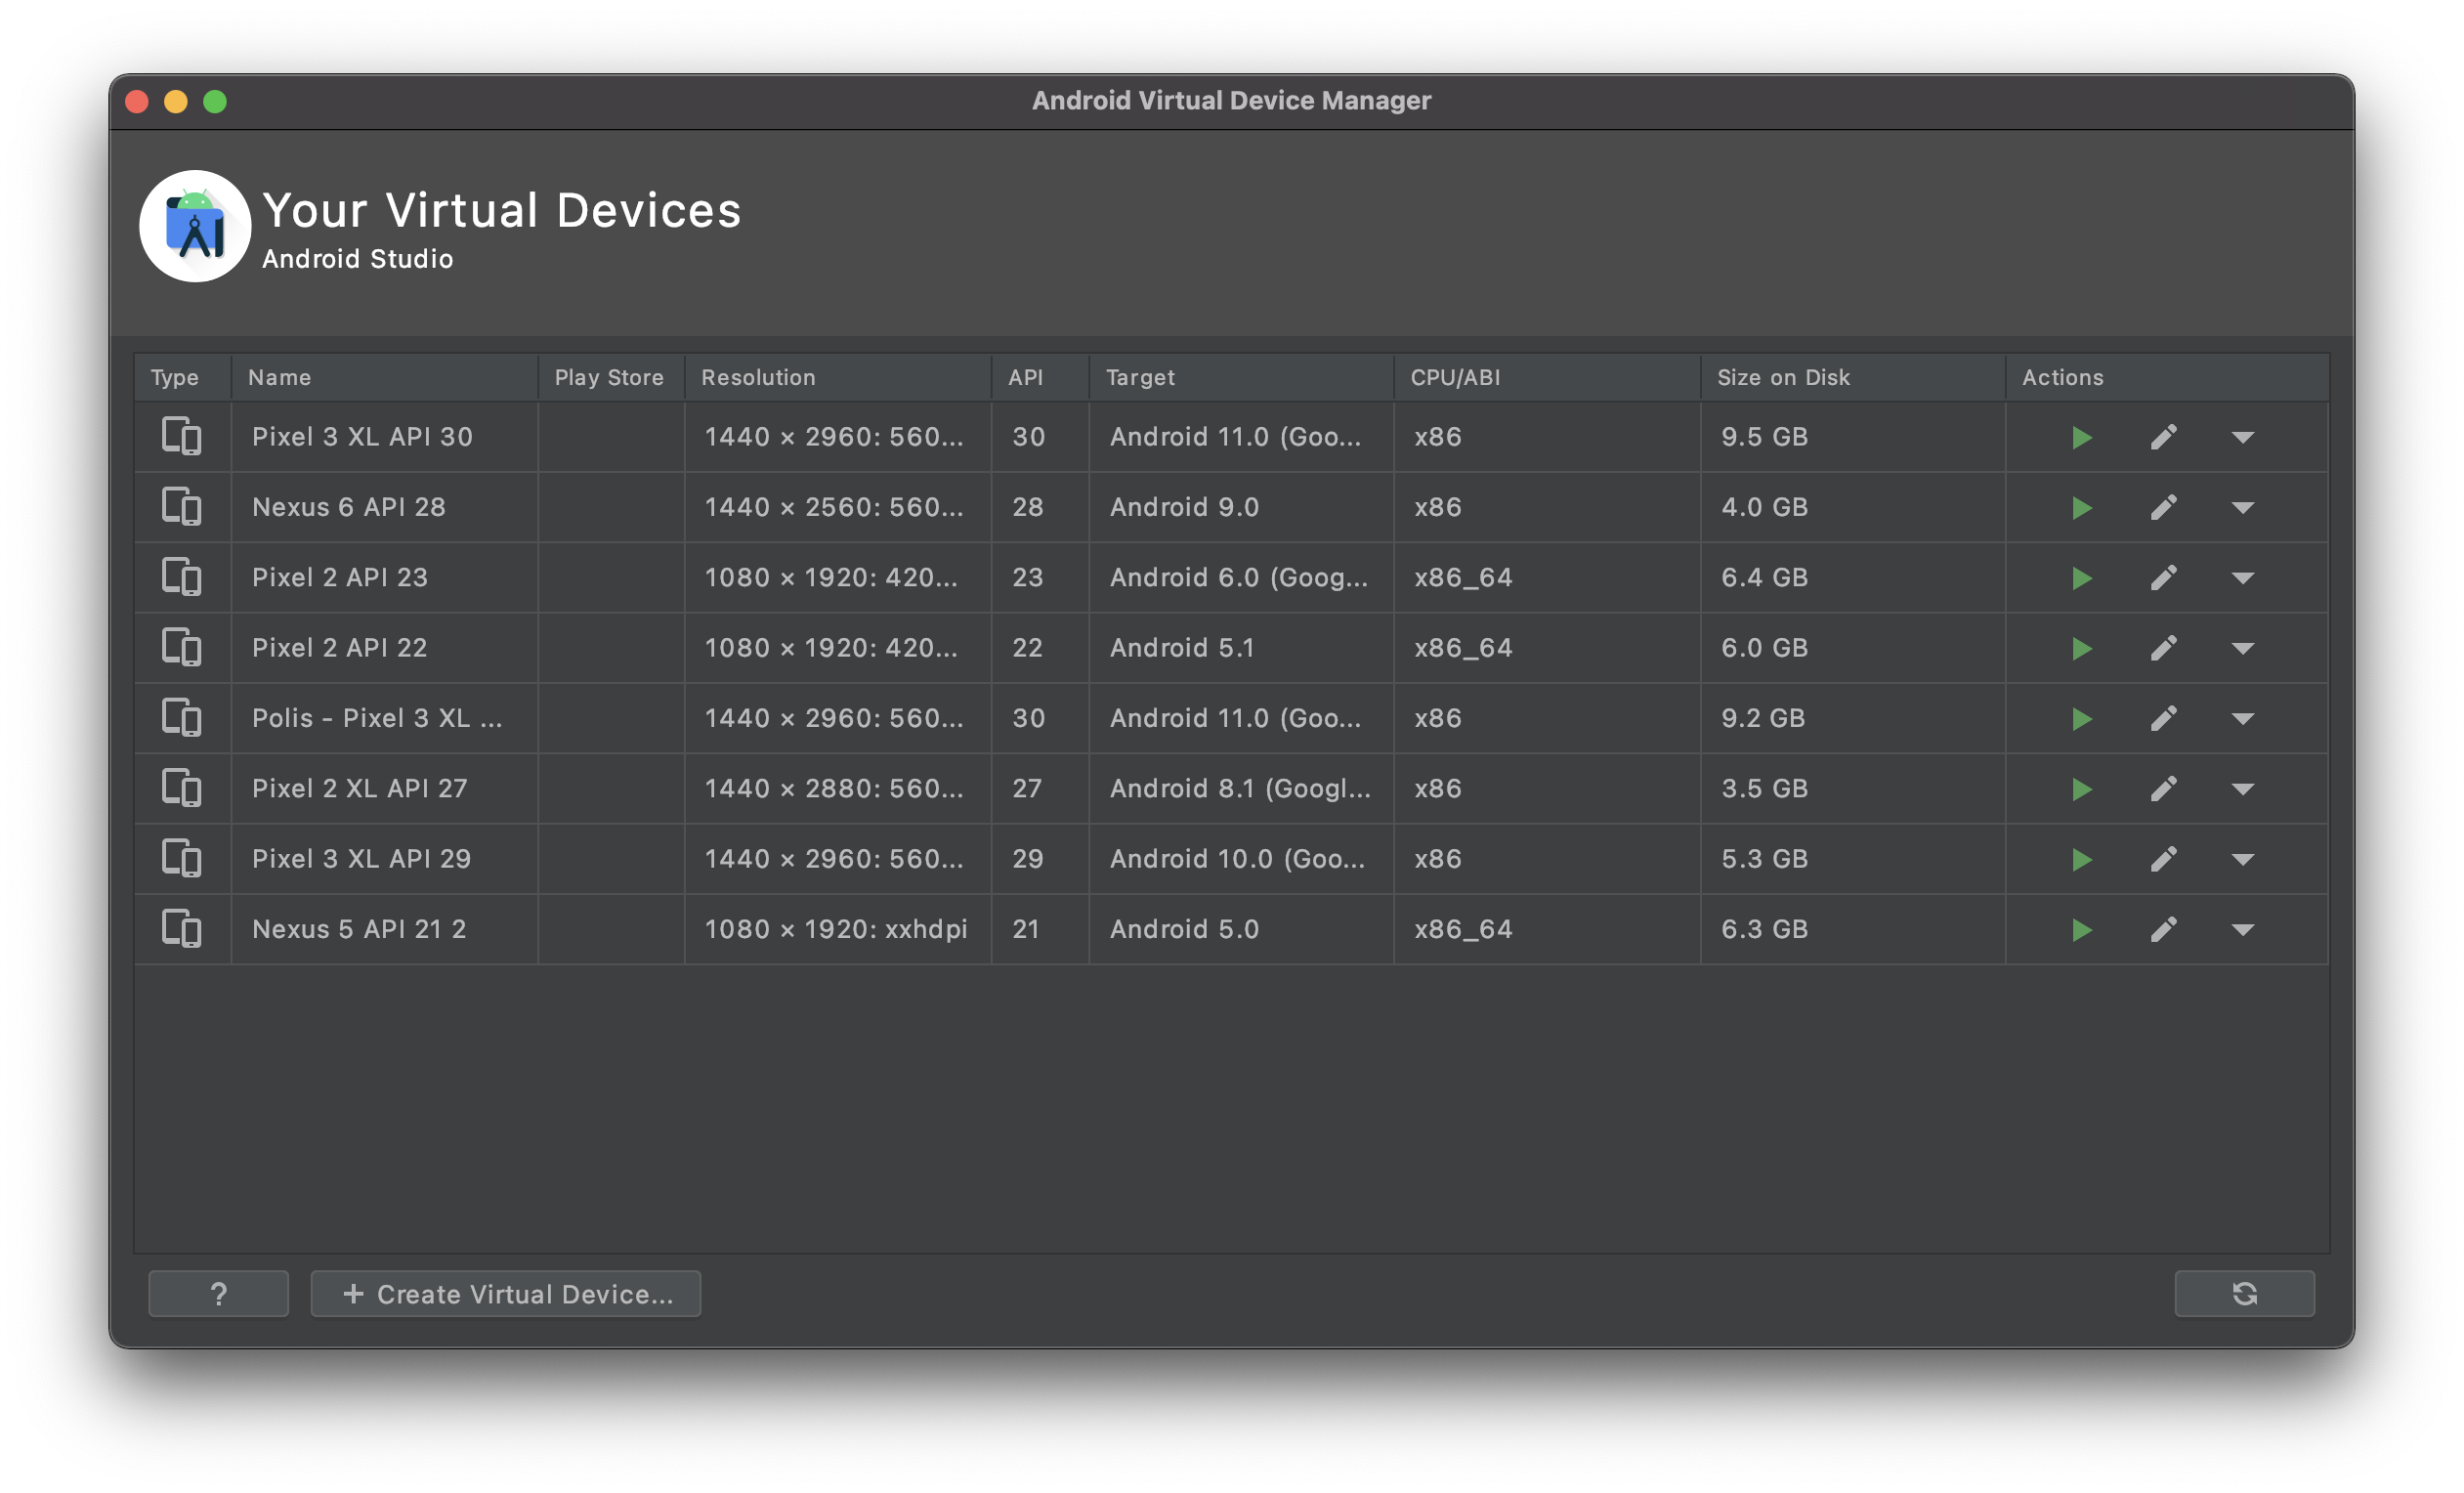 Android Virtual Device Manager
Your Virtual Devices
Android Studio
Type Name Play Store Resolution API Target CPU/ABI Size on Disk Actions
Pixel 3 XL API 30 1440 × 2960: 560... 30 Android 11.0 (Goo... x86 9.5 GB
Nexus 6 API 28 1440 × 2560: 560... 28 Android 9.0 x86 4.0 GB
Pixel 2 API 23 1080 × 1920: 420... 23 Android 6.0 (Goog... x86_64 6.4 GB
Pixel 2 API 22 1080 × 1920: 420... 22 Android 5.1 x86_64 6.0 GB
Polis - Pixel 3 XL ... 1440 × 2960: 560... 30 Android 11.0 (Goo... x86 9.2 GB
Pixel 2 XL API 27 1440 × 2880: 560... 27 Android 8.1 (Googl... x86 3.5 GB
Pixel 3 XL API 29 1440 × 2960: 560... 29 Android 10.0 (Goo... x86 5.3 GB
Nexus 5 API 21 2 1080 × 1920: xxhdpi 21 Android 5.0 x86_64 6.3 GB
? + Create Virtual Device...